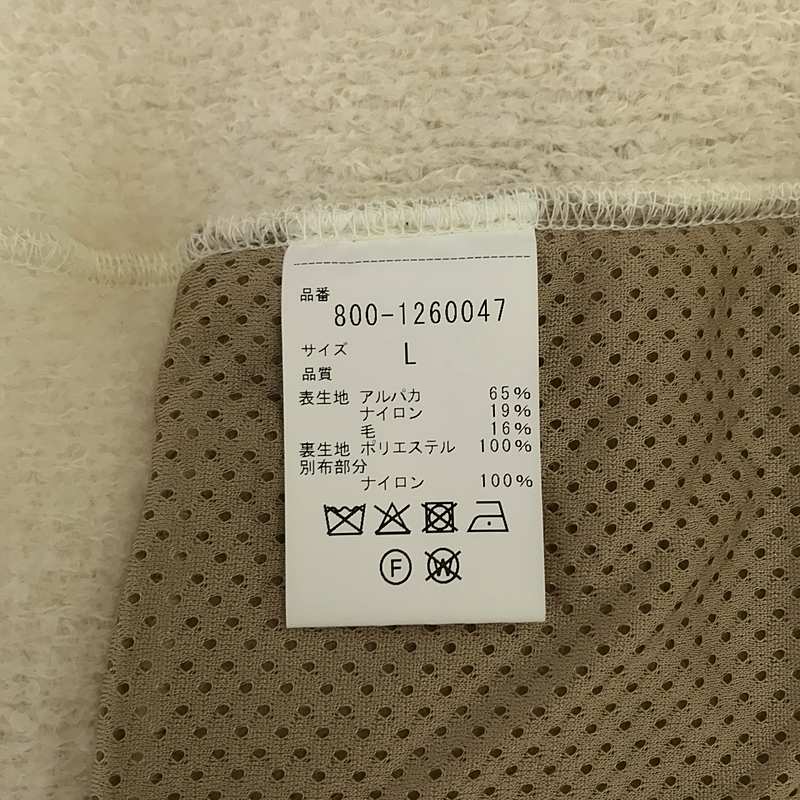 品番
800-1260047
サイズ L
品質
表生地 アルパカ 65%
ナイロン 19%
毛 16%
裏生地 ポリエステル 100%
別布部分
ナイロン 100%
F W